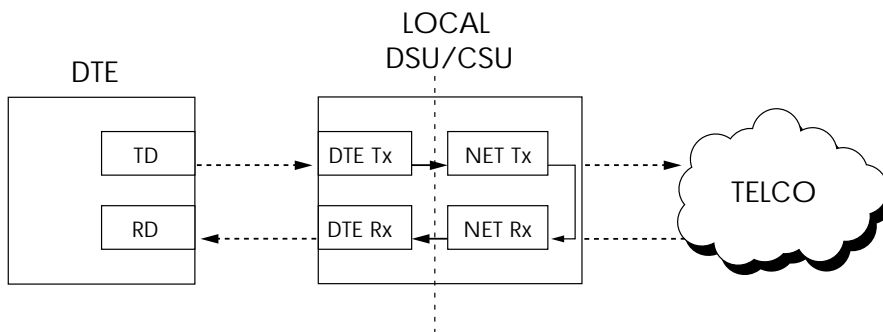 LOCAL
DSU/CSU
DTE
TD
DTE Tx
NET Tx
TELCO
RD
DTE Rx
NET Rx